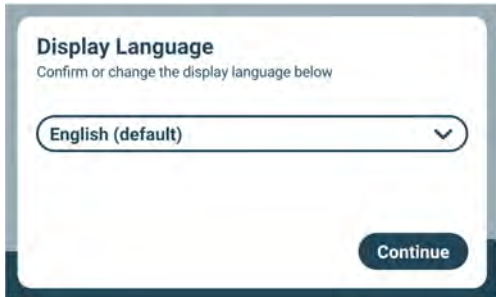 Display Language
Confirm or change the display language below
English (default)
Continue